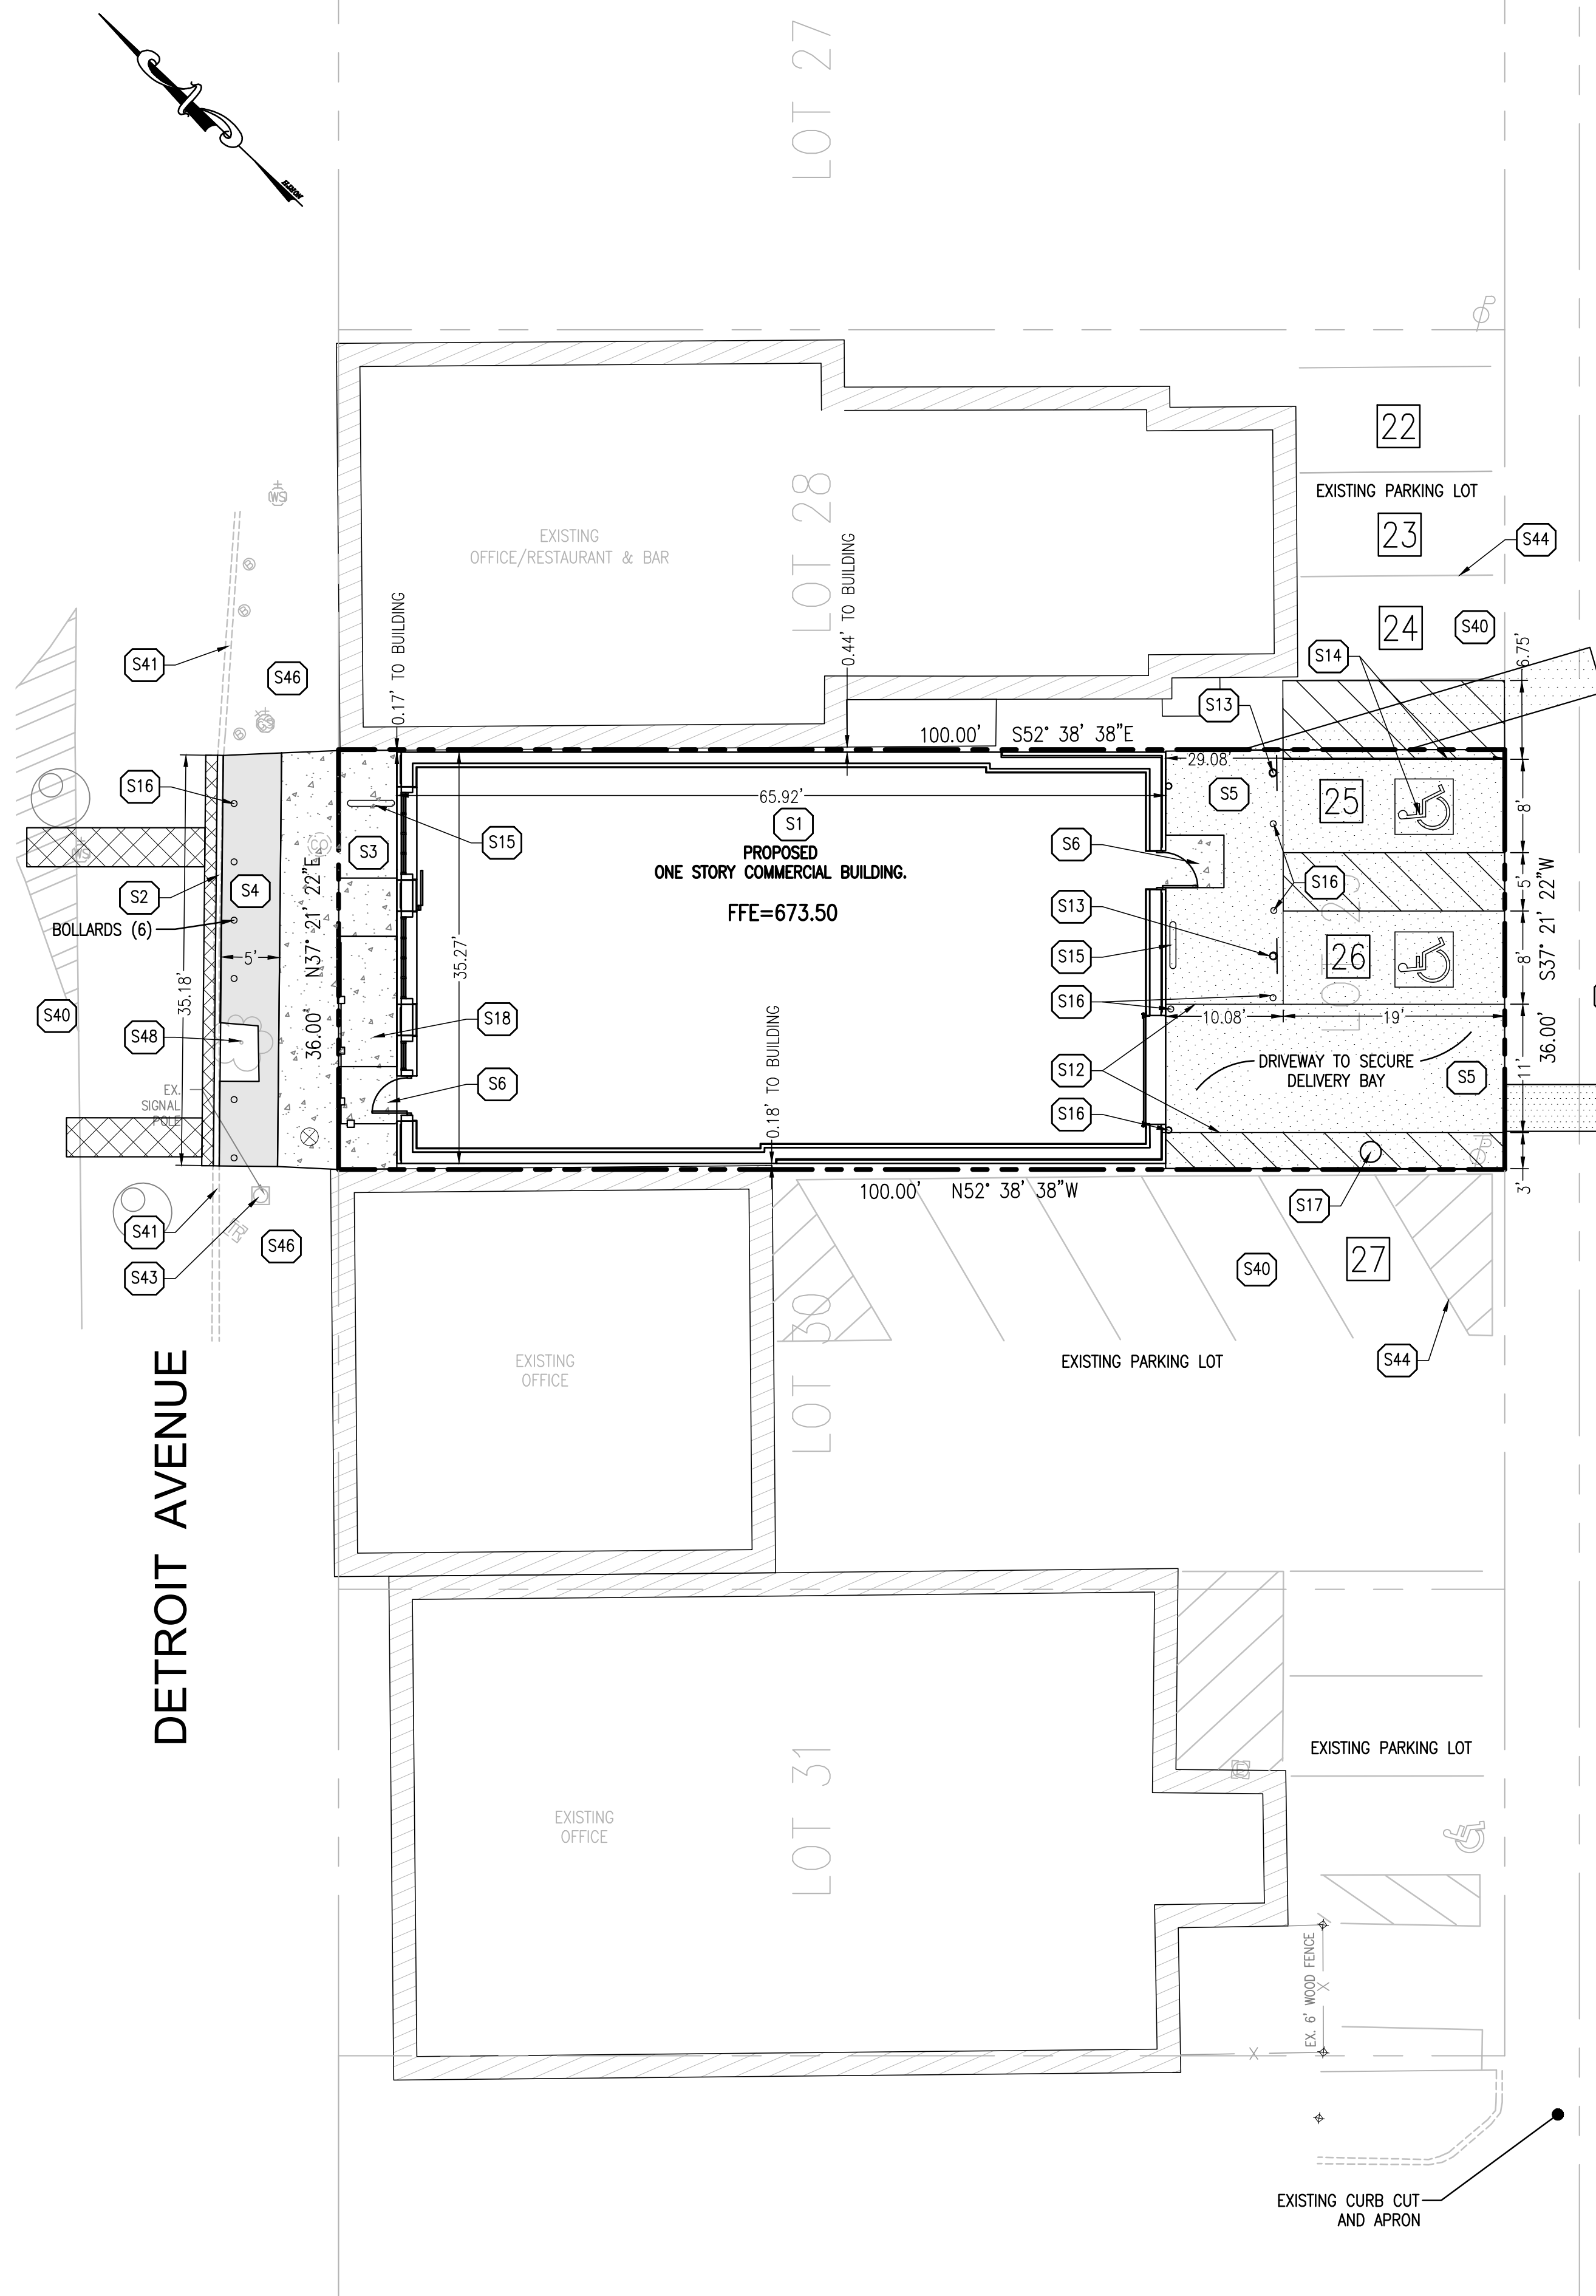 LOT 27
22
EXISTING PARKING LOT
23
S44
LOT 28
EXISTING
OFFICE/RESTAURANT & BAR
WS
24
S40
S14
6.75'
0.17' TO BUILDING
0.44' TO BUILDING
S41
S46
S13
100.00' S52° 38' 38"E
29.08'
S16
65.92'
S1
S5
25
8'
S15
S3
PROPOSED
ONE STORY COMMERCIAL BUILDING.
S6
WS
S2
S4
S16
5'
FFE=673.50
S13
BOLLARDS (6)
N37° 21' 22"E
36.00'
35.27'
5'
35.18'
S15
26
8'
S37° 21' 22"W
36.00'
S40
S16
S18
10.08'
19'
S48
0.18' TO BUILDING
DRIVEWAY TO SECURE
DELIVERY BAY
S12
S5
11'
S6
EX.
SIGNAL
POLE
S16
3'
100.00' N52° 38' 38"W
S17
S41
S46
S43
S40
27
LOT 30
EXISTING
OFFICE
EXISTING PARKING LOT
S44
DETROIT AVENUE
LOT 31
EXISTING
OFFICE
EXISTING PARKING LOT
EX. 6' WOOD FENCE
X
X
EXISTING CURB CUT
AND APRON